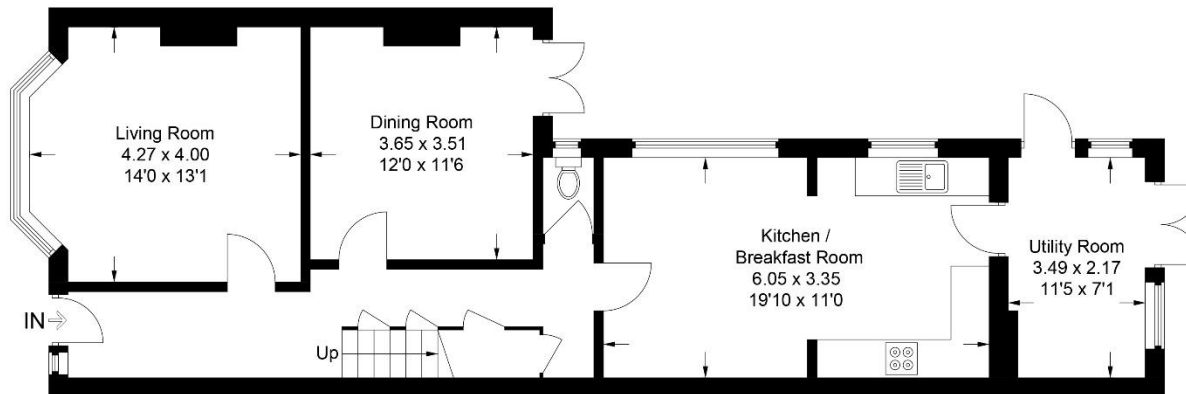 Living Room
4.27 x 4.00
14'0 x 13'1
Dining Room
3.65 x 3.51
12'0 x 11'6
Kitchen /
Breakfast Room
6.05 x 3.35
19'10 x 11'0
Utility Room
3.49 x 2.17
11'5 x 7'1
IN
Up